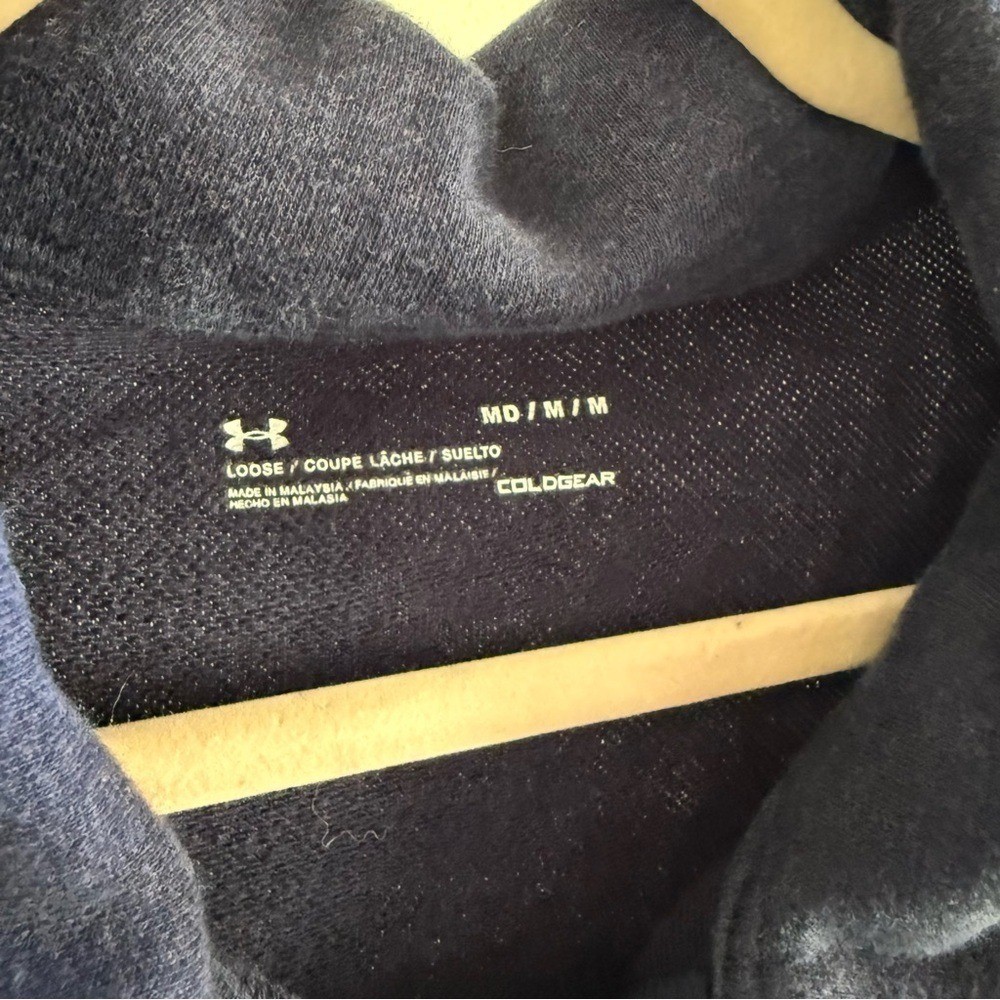 MD / M / M
LOOSE / COUPE LÂCHE / SUELTO
MADE IN MALAYSIA / FABRIQUÉ EN MALAISIE /
HECHO EN MALASIA
COLDGEAR